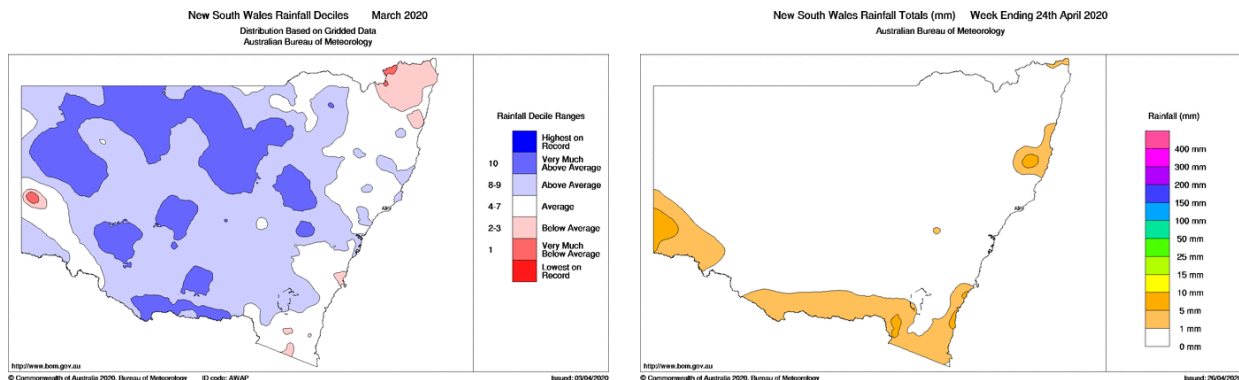 New South Wales Rainfall Deciles March 2020
Distribution Based on Gridded Data
Australian Bureau of Meteorology
Rainfall Decile Ranges
Highest on
Record
10 Very Much
Above Average
8-9 Above Average
4-7 Average
2-3 Below Average
1 Very Much
Below Average
Lowest on
Record
http://www.bom.gov.au
© Commonwealth of Australia 2020, Bureau of Meteorology ID code: AWAP Issued: 03/04/2020
New South Wales Rainfall Totals (mm) Week Ending 24th April 2020
Australian Bureau of Meteorology
Rainfall (mm)
400 mm
300 mm
200 mm
150 mm
100 mm
50 mm
25 mm
15 mm
10 mm
5 mm
1 mm
0 mm
http://www.bom.gov.au
© Commonwealth of Australia 2020, Bureau of Meteorology Issued: 26/04/2020